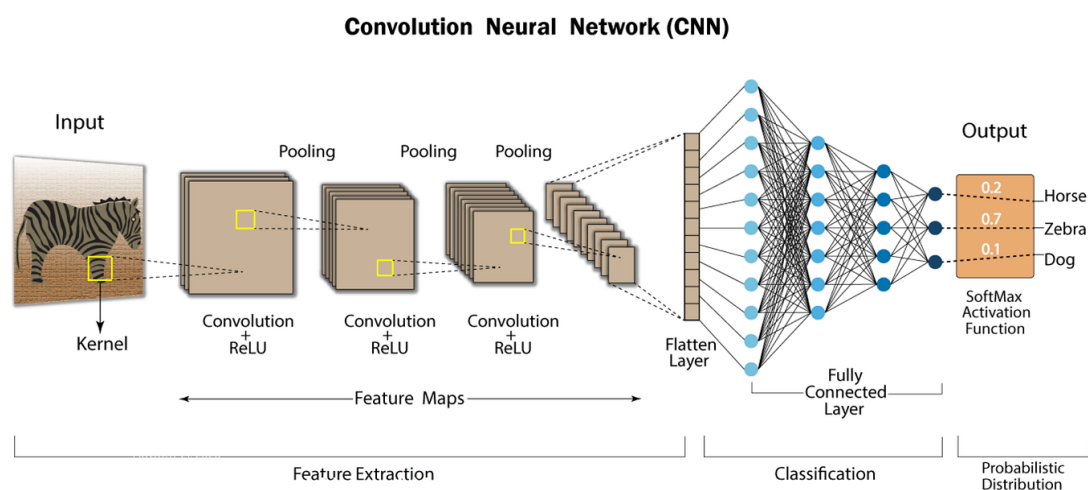 Convolution Neural Network (CNN)
Input
Output
Pooling
Pooling
Pooling
0.2
Horse
0.7
Zebra
0.1
Dog
Kernel
Convolution
+
ReLU
Convolution
+
ReLU
Convolution
+
ReLU
Flatten
Layer
SoftMax
Activation
Function
Fully
Connected
Layer
Feature Maps
Feature Extraction
Classification
Probabilistic
Distribution